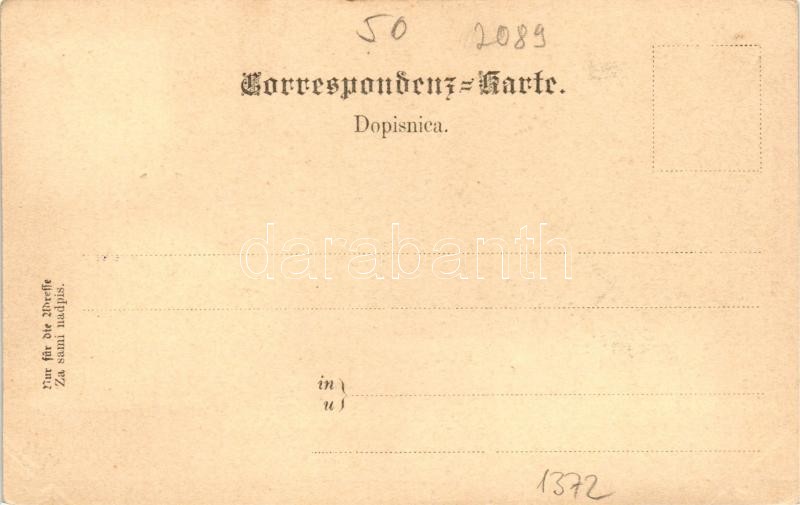 50 2089
Correspondenz=Karte.
Dopisnica.
darabanth
Nur für die Adresse
Za sami nadpis.
in
u
1372